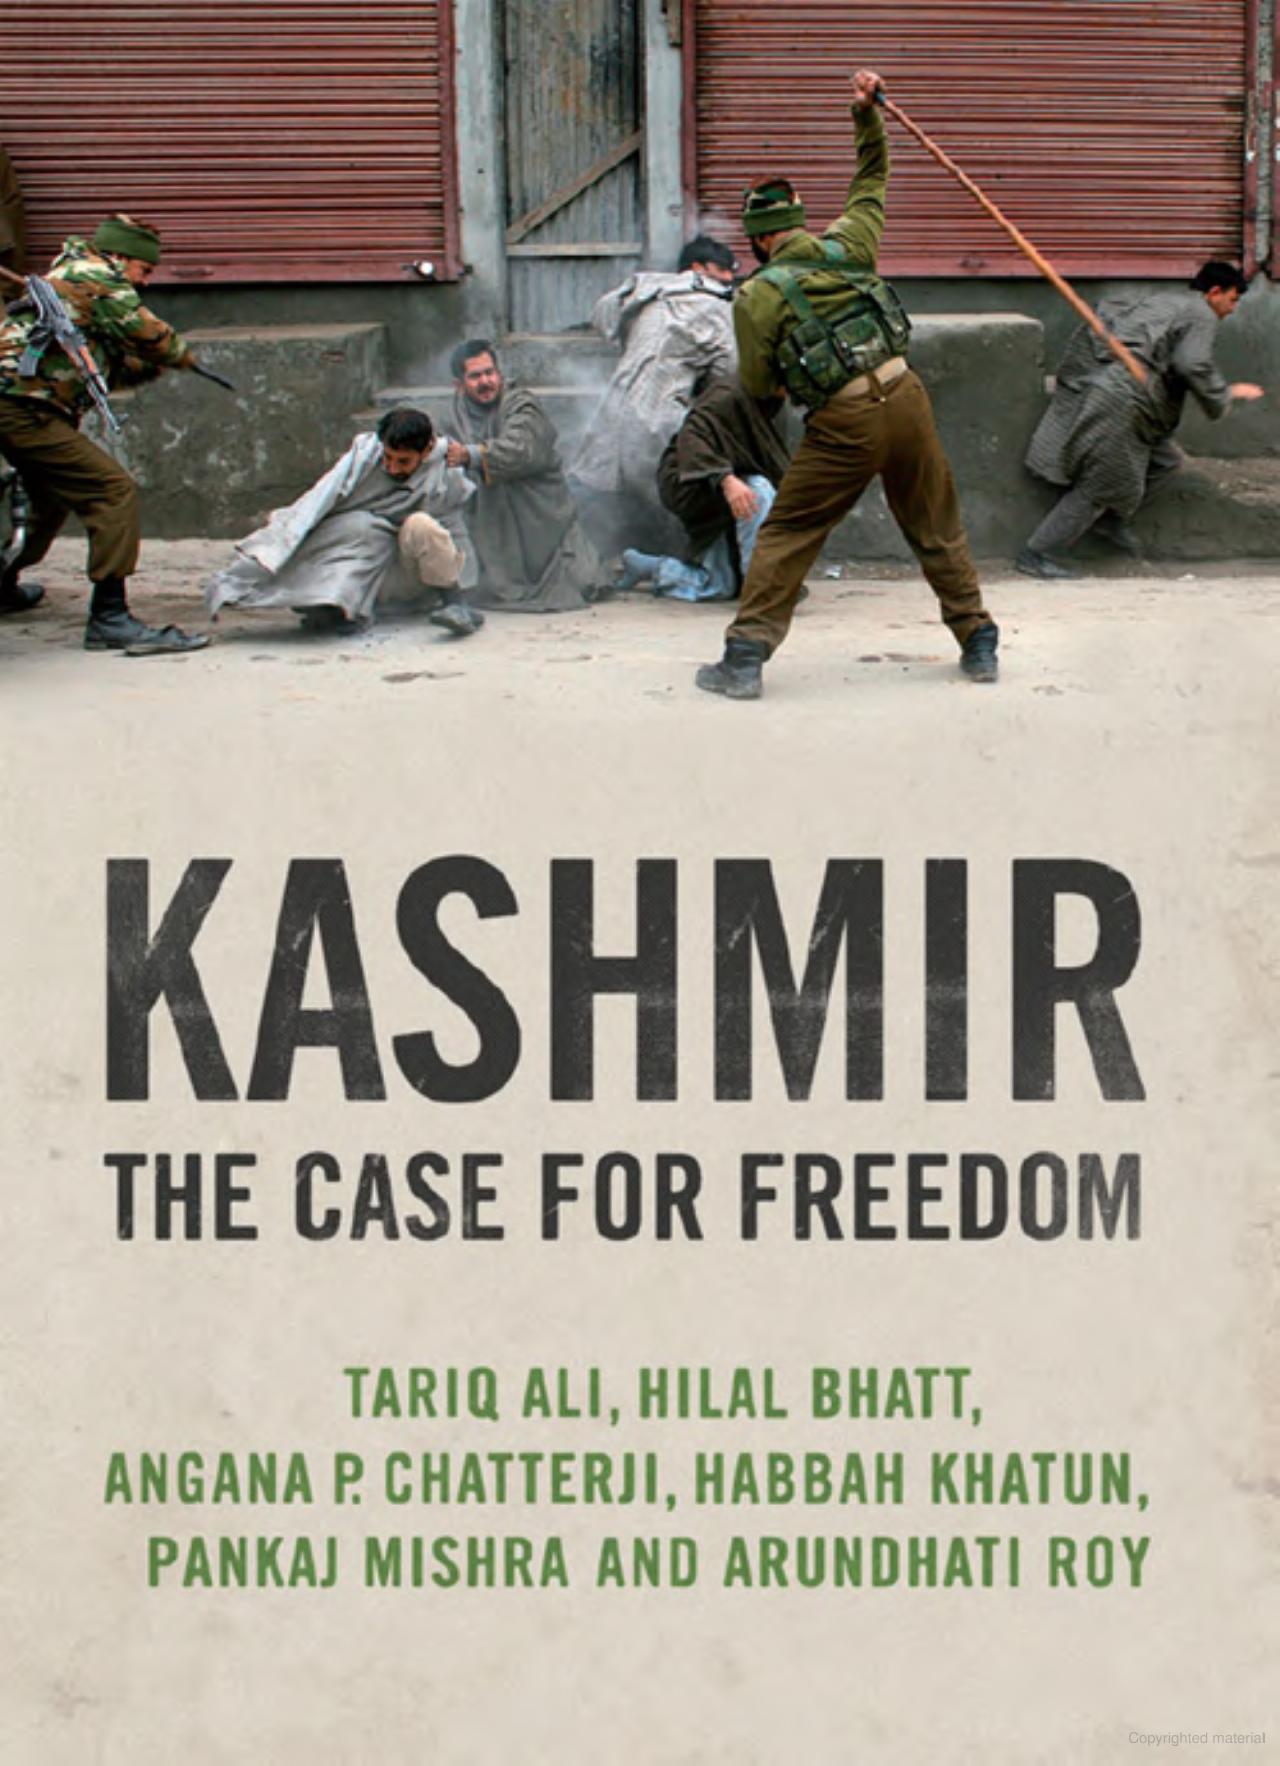 KASHMIR
THE CASE FOR FREEDOM
TARIQ ALI, HILAL BHATT,
ANGANA P. CHATTERJI, HABBAH KHATUN,
PANKAJ MISHRA AND ARUNDHATI ROY
Copyrighted material